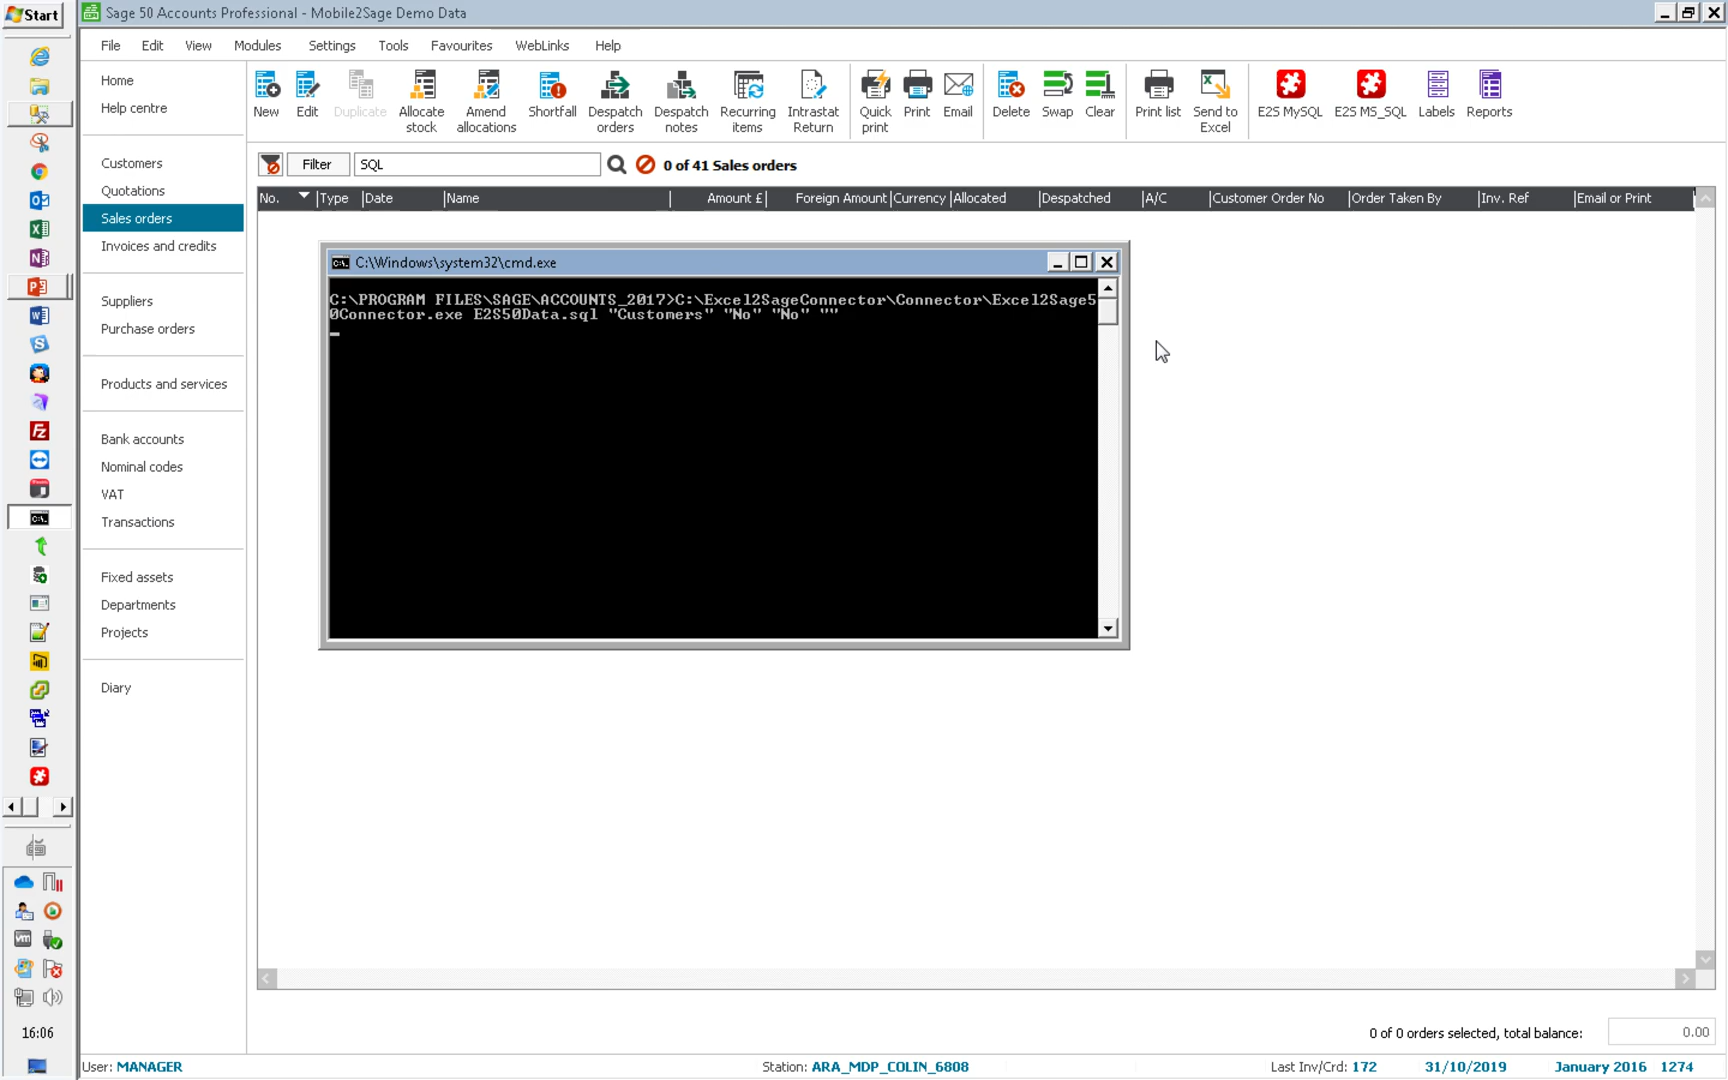 Start
Sage 50 Accounts Professional - Mobile2Sage Demo Data
File Edit View Modules Settings Tools Favourites WebLinks Help
Home
Help centre
Customers
Quotations
Sales orders
Invoices and credits
Suppliers
Purchase orders
Products and services
Bank accounts
Nominal codes
VAT
Transactions
Fixed assets
Departments
Projects
Diary
New Edit Duplicate Allocate stock Amend allocations Shortfall Despatch orders Despatch notes Recurring items Intrastat Return Quick print Print Email Delete Swap Clear Print list Send to Excel E2S MySQL E2S MS_SQL Labels Reports
Filter SQL 0 of 41 Sales orders
No. Type Date Name Amount £ Foreign Amount Currency Allocated Despatched A/C Customer Order No Order Taken By Inv. Ref Email or Print
C:\Windows\system32\cmd.exe
C:\PROGRAM FILES\SAGE\ACCOUNTS_2017>C:\Excel2SageConnector\Connector\Excel2Sage5
0Connector.exe E2S50Data.sql "Customers" "No" "No" ""
16:06
0 of 0 orders selected, total balance: 0.00
User: MANAGER Station: ARA_MDP_COLIN_6808 Last Inv/Crd: 172 31/10/2019 January 2016 1274